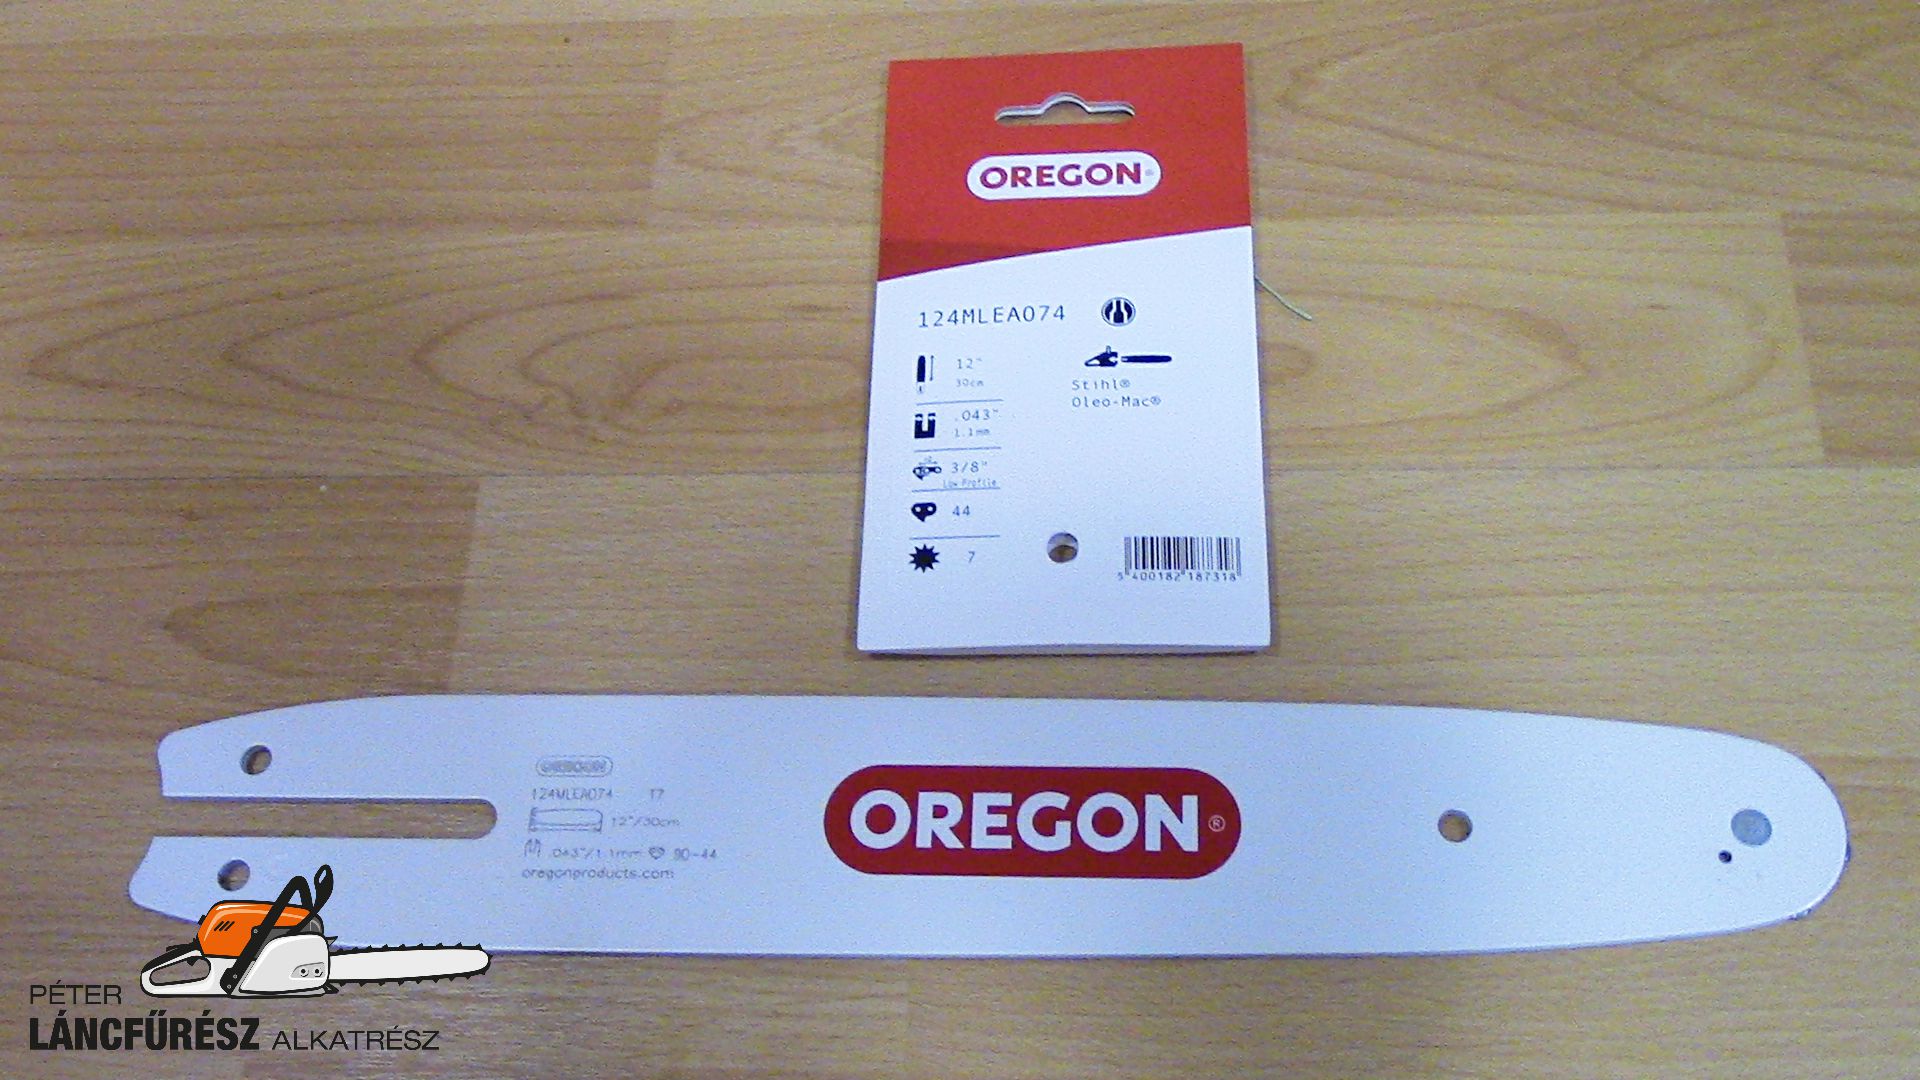 OREGON®
124MLEA074
12"
30cm
Stihl®
Oleo-Mac®
.043"
1.1mm
3/8"
Low Profile
44
7
5 400182 187318
OREGON
124MLEA074 T7
12"/30cm
.043"/1.1mm 90-44
oregonproducts.com
OREGON®
PÉTER
LÁNCFŰRÉSZ ALKATRÉSZ